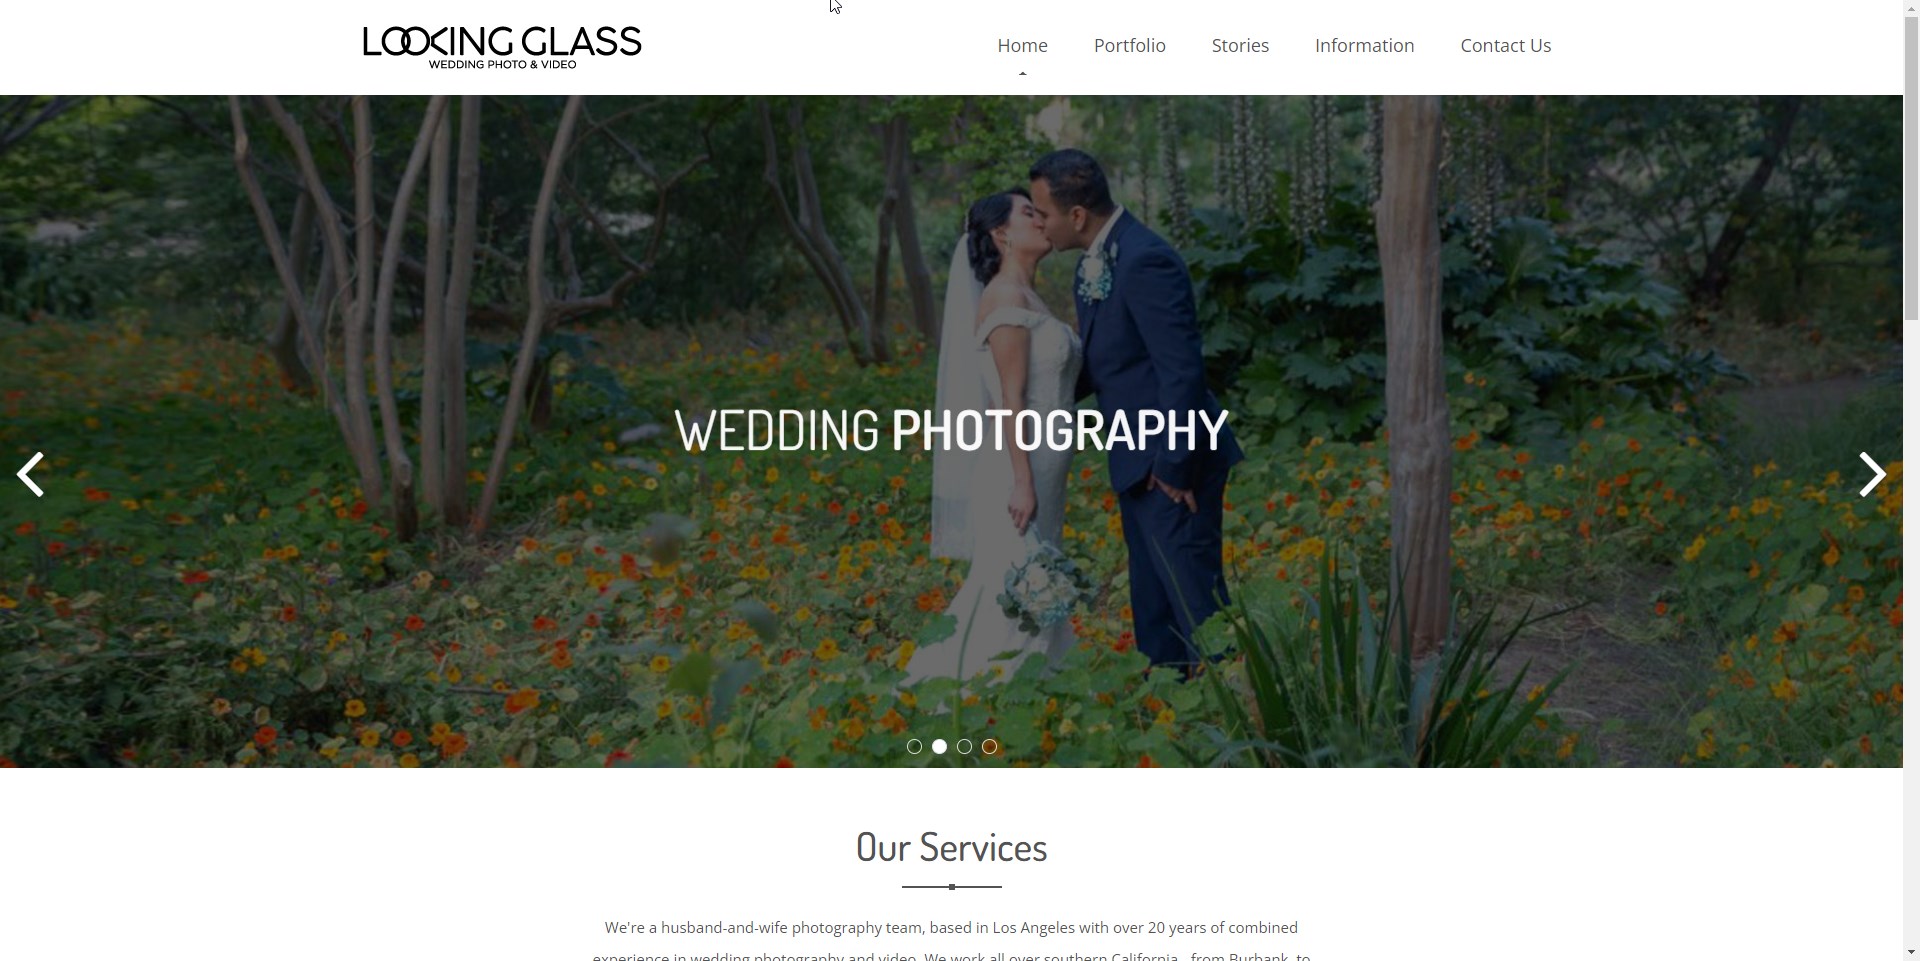 LOOKING GLASS
WEDDING PHOTO & VIDEO
Home Portfolio Stories Information Contact Us
WEDDING PHOTOGRAPHY
Our Services
We're a husband-and-wife photography team, based in Los Angeles with over 20 years of combined
experience in wedding photography and video. We work all over southern California - from Burbank, to